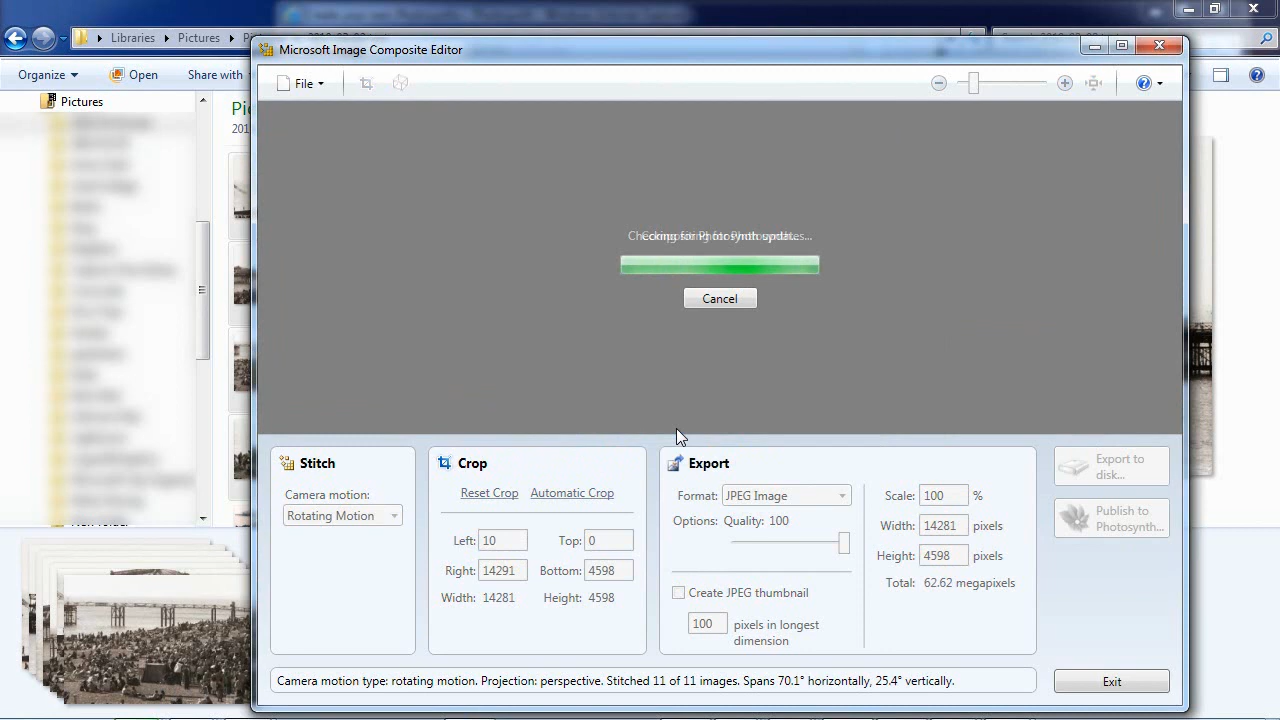 Libraries
Pictures
Organize
Open
Share with
Pictures
Microsoft Image Composite Editor
File
Cancel
Stitch
Camera motion:
Rotating Motion
Crop
Reset Crop
Automatic Crop
Left: 10
Top: 0
Right: 14291
Bottom: 4598
Width: 14281
Height: 4598
Export
Format: JPEG Image
Options: Quality: 100
Create JPEG thumbnail
100 pixels in longest
dimension
Scale: 100 %
Width: 14281 pixels
Height: 4598 pixels
Total: 62.62 megapixels
Export to
disk...
Publish to
Photosynth...
Camera motion type: rotating motion. Projection: perspective. Stitched 11 of 11 images. Spans 70.1° horizontally, 25.4° vertically.
Exit